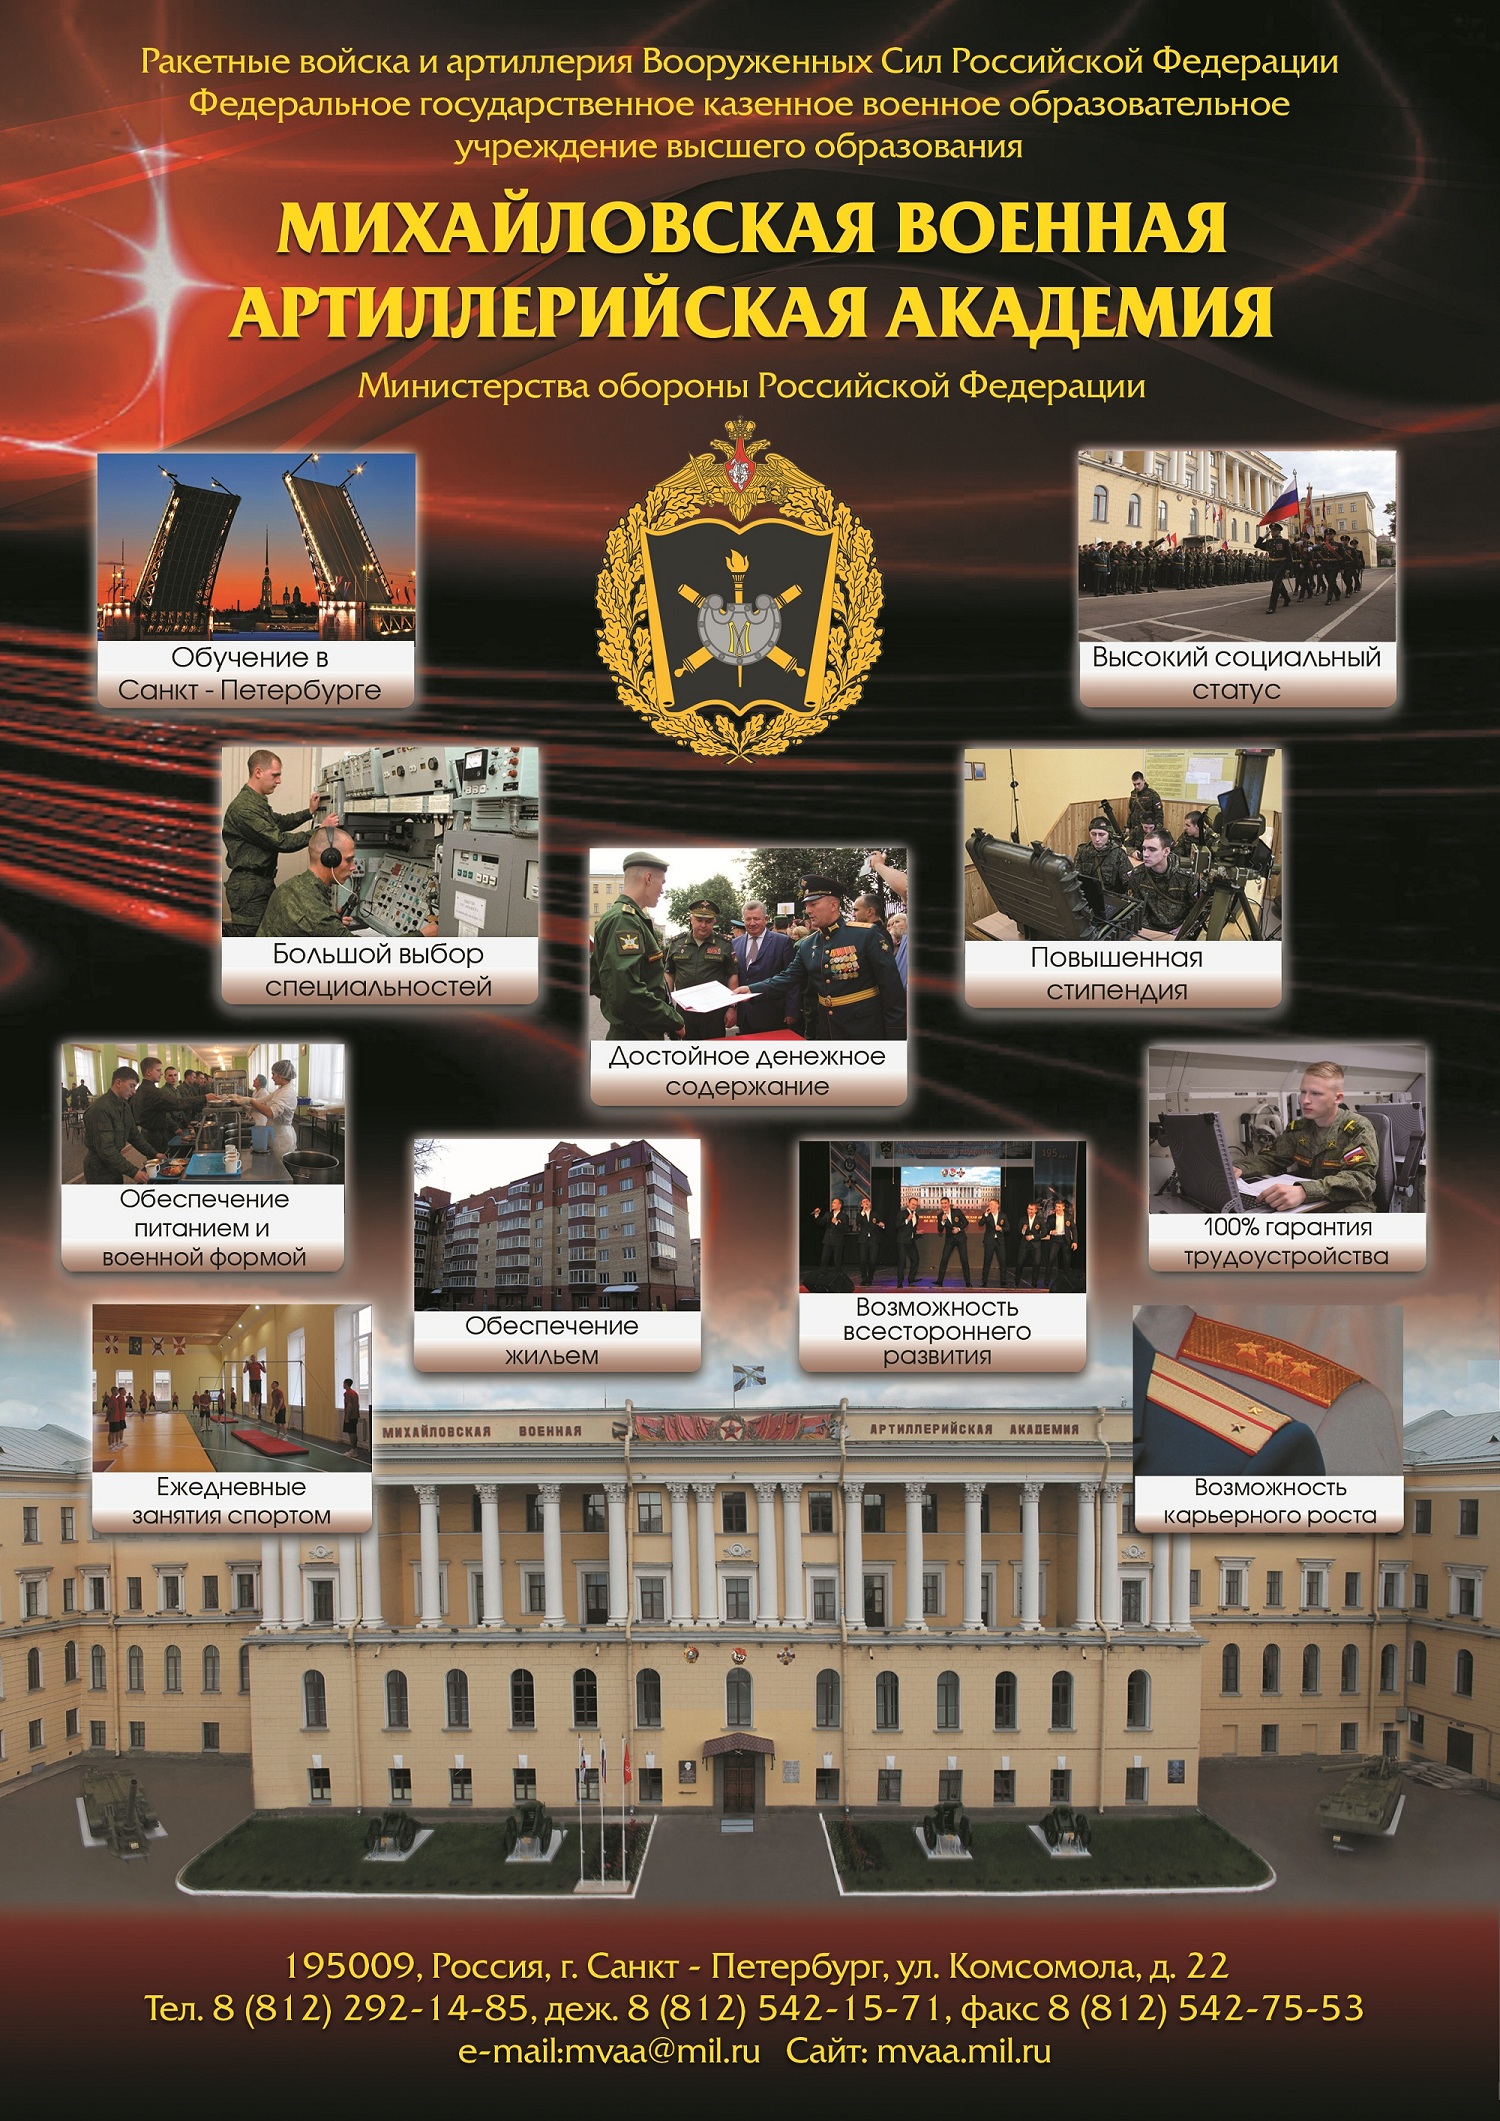 Ракетные войска и артиллерия Вооруженных Сил Российской Федерации
Федеральное государственное казенное военное образовательное
учреждение высшего образования
МИХАЙЛОВСКАЯ ВОЕННАЯ
АРТИЛЛЕРИЙСКАЯ АКАДЕМИЯ
Министерства обороны Российской Федерации
Обучение в
Санкт - Петербурге
Высокий социальный
статус
Большой выбор
специальностей
Повышенная
стипендия
Достойное денежное
содержание
Обеспечение
питанием и
военной формой
100% гарантия
трудоустройства
Обеспечение
жильем
Возможность
всестороннего
развития
Ежедневные
занятия спортом
Возможность
карьерного роста
МИХАЙЛОВСКАЯ ВОЕННАЯ АРТИЛЛЕРИЙСКАЯ АКАДЕМИЯ
195009, Россия, г. Санкт - Петербург, ул. Комсомола, д. 22
Тел. 8 (812) 292-14-85, деж. 8 (812) 542-15-71, факс 8 (812) 542-75-53
e-mail:mvaa@mil.ru Сайт: mvaa.mil.ru